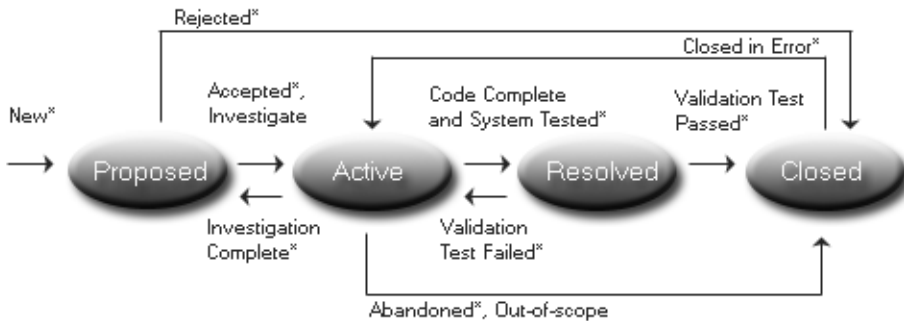 Rejected*
Closed in Error*
New*
Accepted*,
Investigate
Code Complete
and System Tested*
Validation Test
Passed*
Proposed
Active
Resolved
Closed
Investigation
Complete*
Validation
Test Failed*
Abandoned*, Out-of-scope